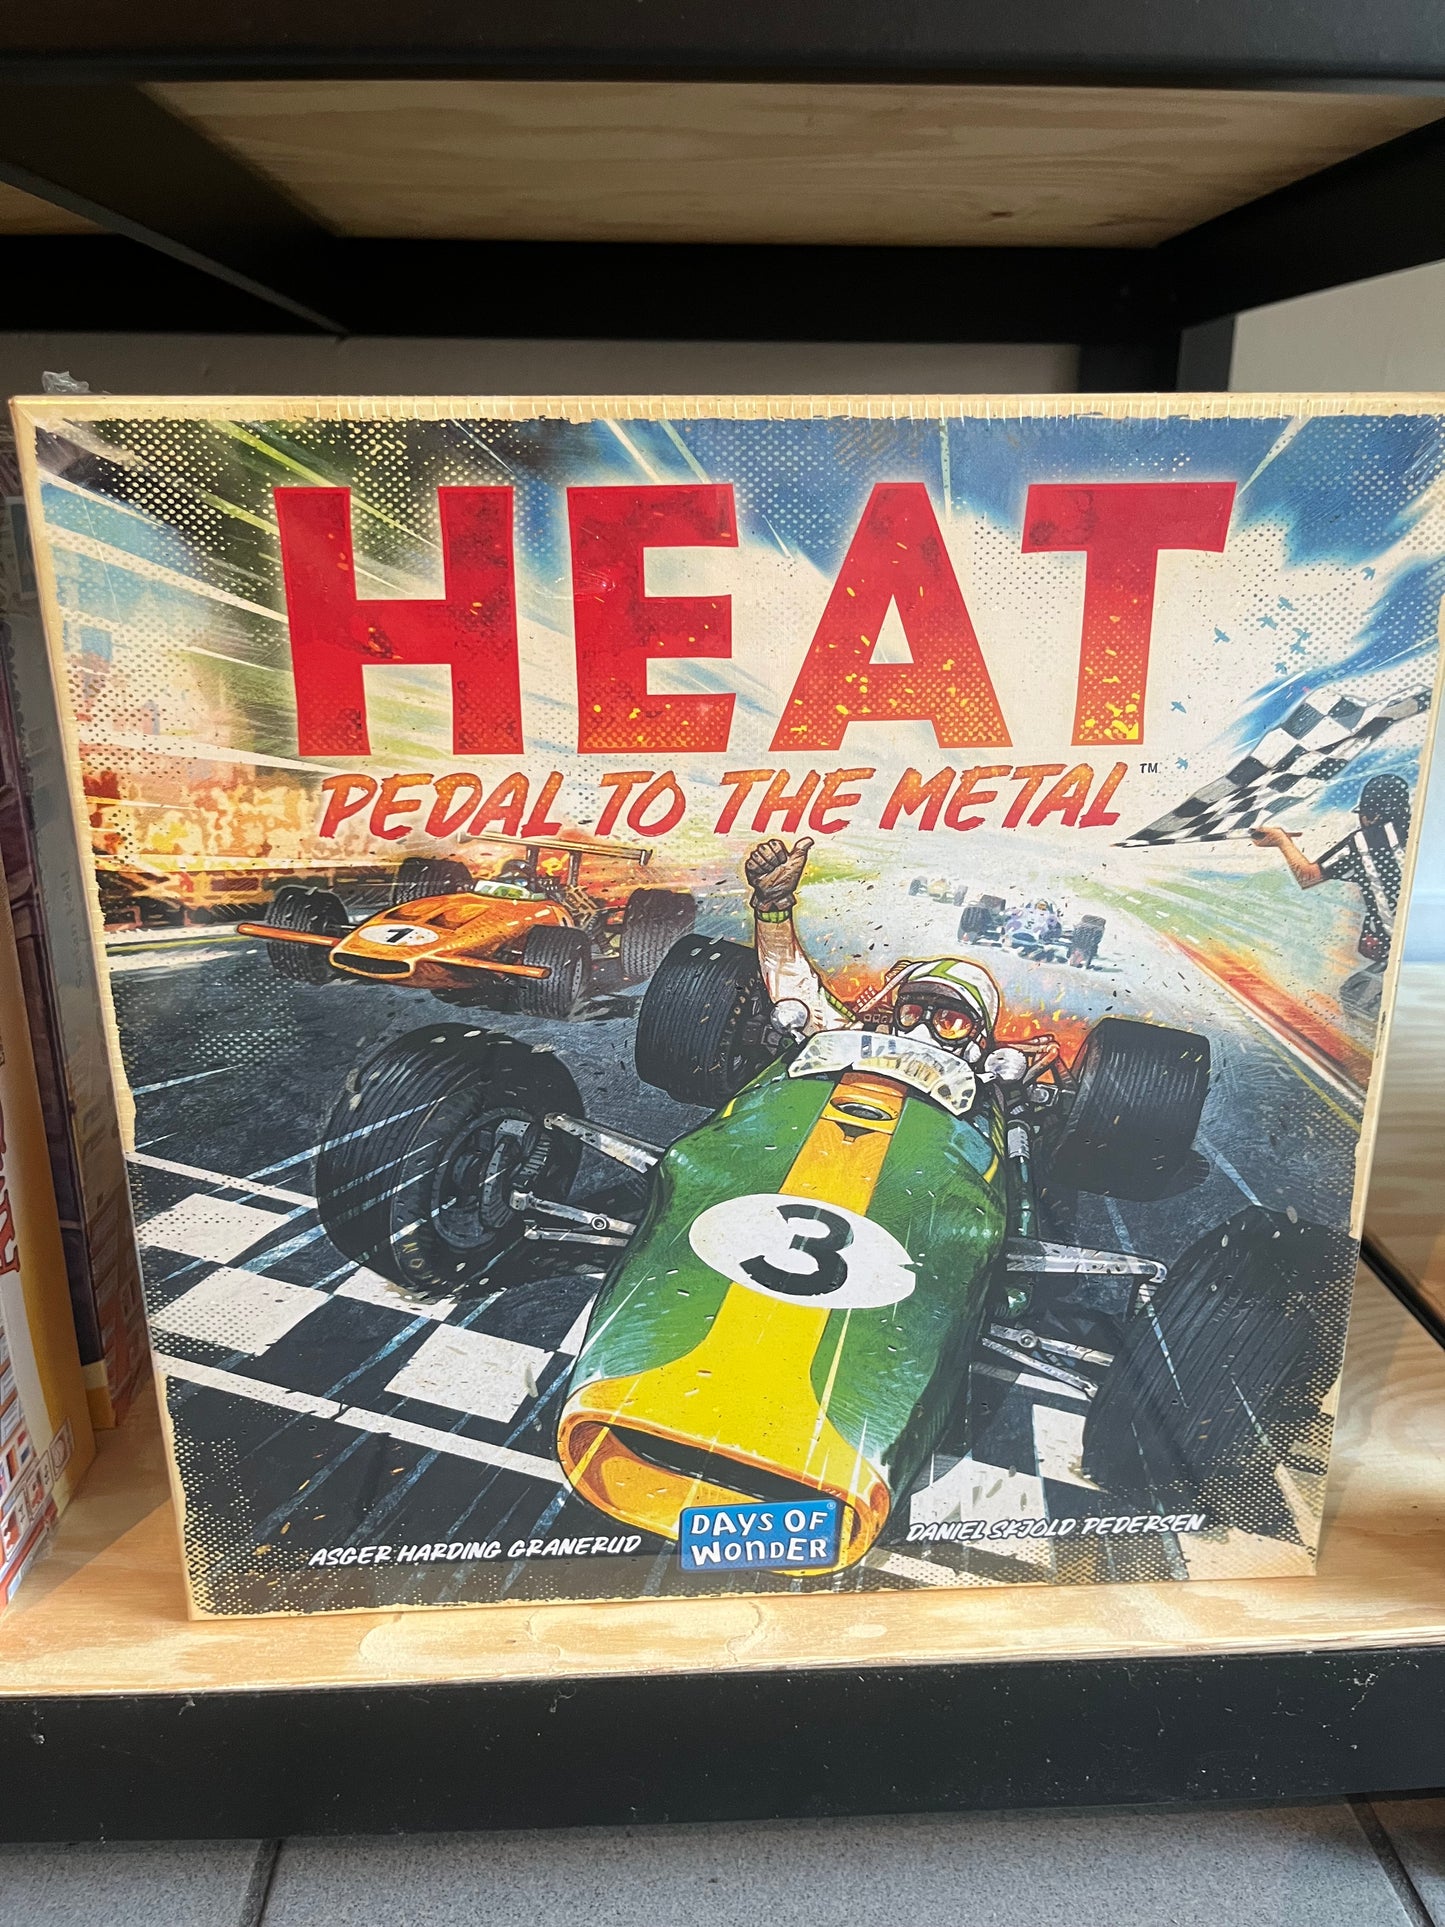 HEAT
PEDAL TO THE METAL™
1
3
ASGER HARDING GRANERUD
DAYS OF
WONDER®
DANIEL SKJOLD PEDERSEN